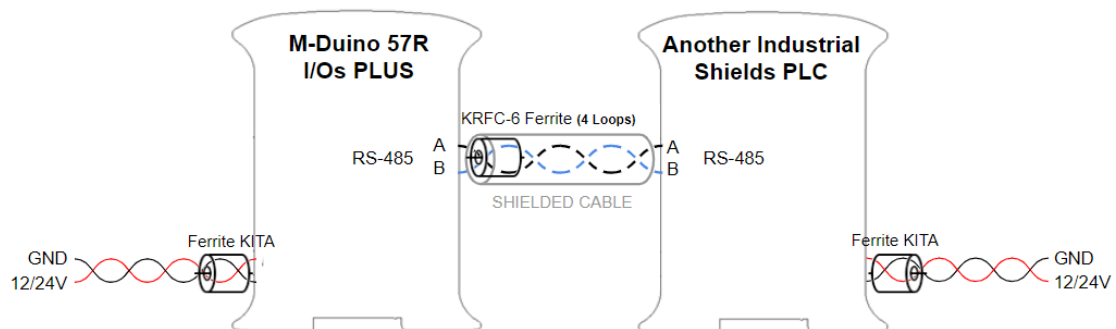 M-Duino 57R
I/Os PLUS
Another Industrial
Shields PLC
KRFC-6 Ferrite (4 Loops)
RS-485
A
B
A
B
RS-485
SHIELDED CABLE
Ferrite KITA
GND
12/24V
Ferrite KITA
GND
12/24V